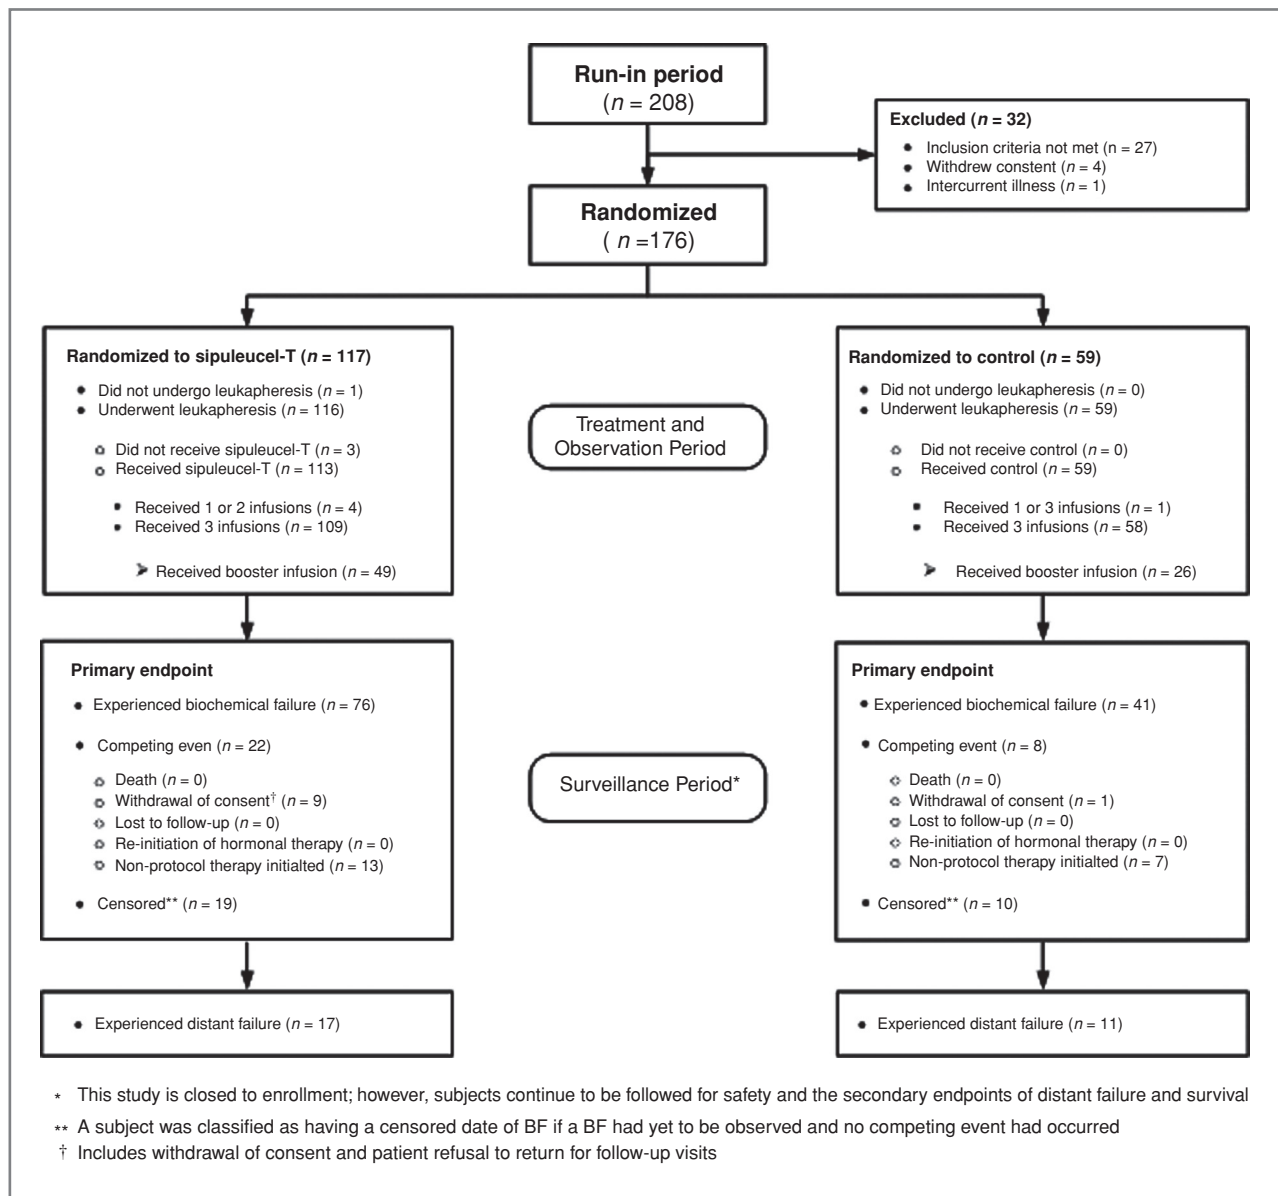 Run-in period
(n = 208)
Excluded (n = 32)
• Inclusion criteria not met (n = 27)
• Withdrew constent (n = 4)
• Intercurrent illness (n = 1)
Randomized
( n =176)
Randomized to sipuleucel-T (n = 117)
• Did not undergo leukapheresis (n = 1)
• Underwent leukapheresis (n = 116)
Did not receive sipuleucel-T (n = 3)
Received sipuleucel-T (n = 113)
Received 1 or 2 infusions (n = 4)
Received 3 infusions (n = 109)
➤ Received booster infusion (n = 49)
Treatment and
Observation Period
Randomized to control (n = 59)
• Did not undergo leukapheresis (n = 0)
• Underwent leukapheresis (n = 59)
Did not receive control (n = 0)
Received control (n = 59)
Received 1 or 3 infusions (n = 1)
Received 3 infusions (n = 58)
➤ Received booster infusion (n = 26)
Primary endpoint
• Experienced biochemical failure (n = 76)
• Competing even (n = 22)
Death (n = 0)
Withdrawal of consent† (n = 9)
Lost to follow-up (n = 0)
Re-initiation of hormonal therapy (n = 0)
Non-protocol therapy initialted (n = 13)
• Censored** (n = 19)
Surveillance Period*
Primary endpoint
• Experienced biochemical failure (n = 41)
• Competing event (n = 8)
Death (n = 0)
Withdrawal of consent (n = 1)
Lost to follow-up (n = 0)
Re-initiation of hormonal therapy (n = 0)
Non-protocol therapy initialted (n = 7)
• Censored** (n = 10)
• Experienced distant failure (n = 17)
• Experienced distant failure (n = 11)
* This study is closed to enrollment; however, subjects continue to be followed for safety and the secondary endpoints of distant failure and survival
** A subject was classified as having a censored date of BF if a BF had yet to be observed and no competing event had occurred
† Includes withdrawal of consent and patient refusal to return for follow-up visits